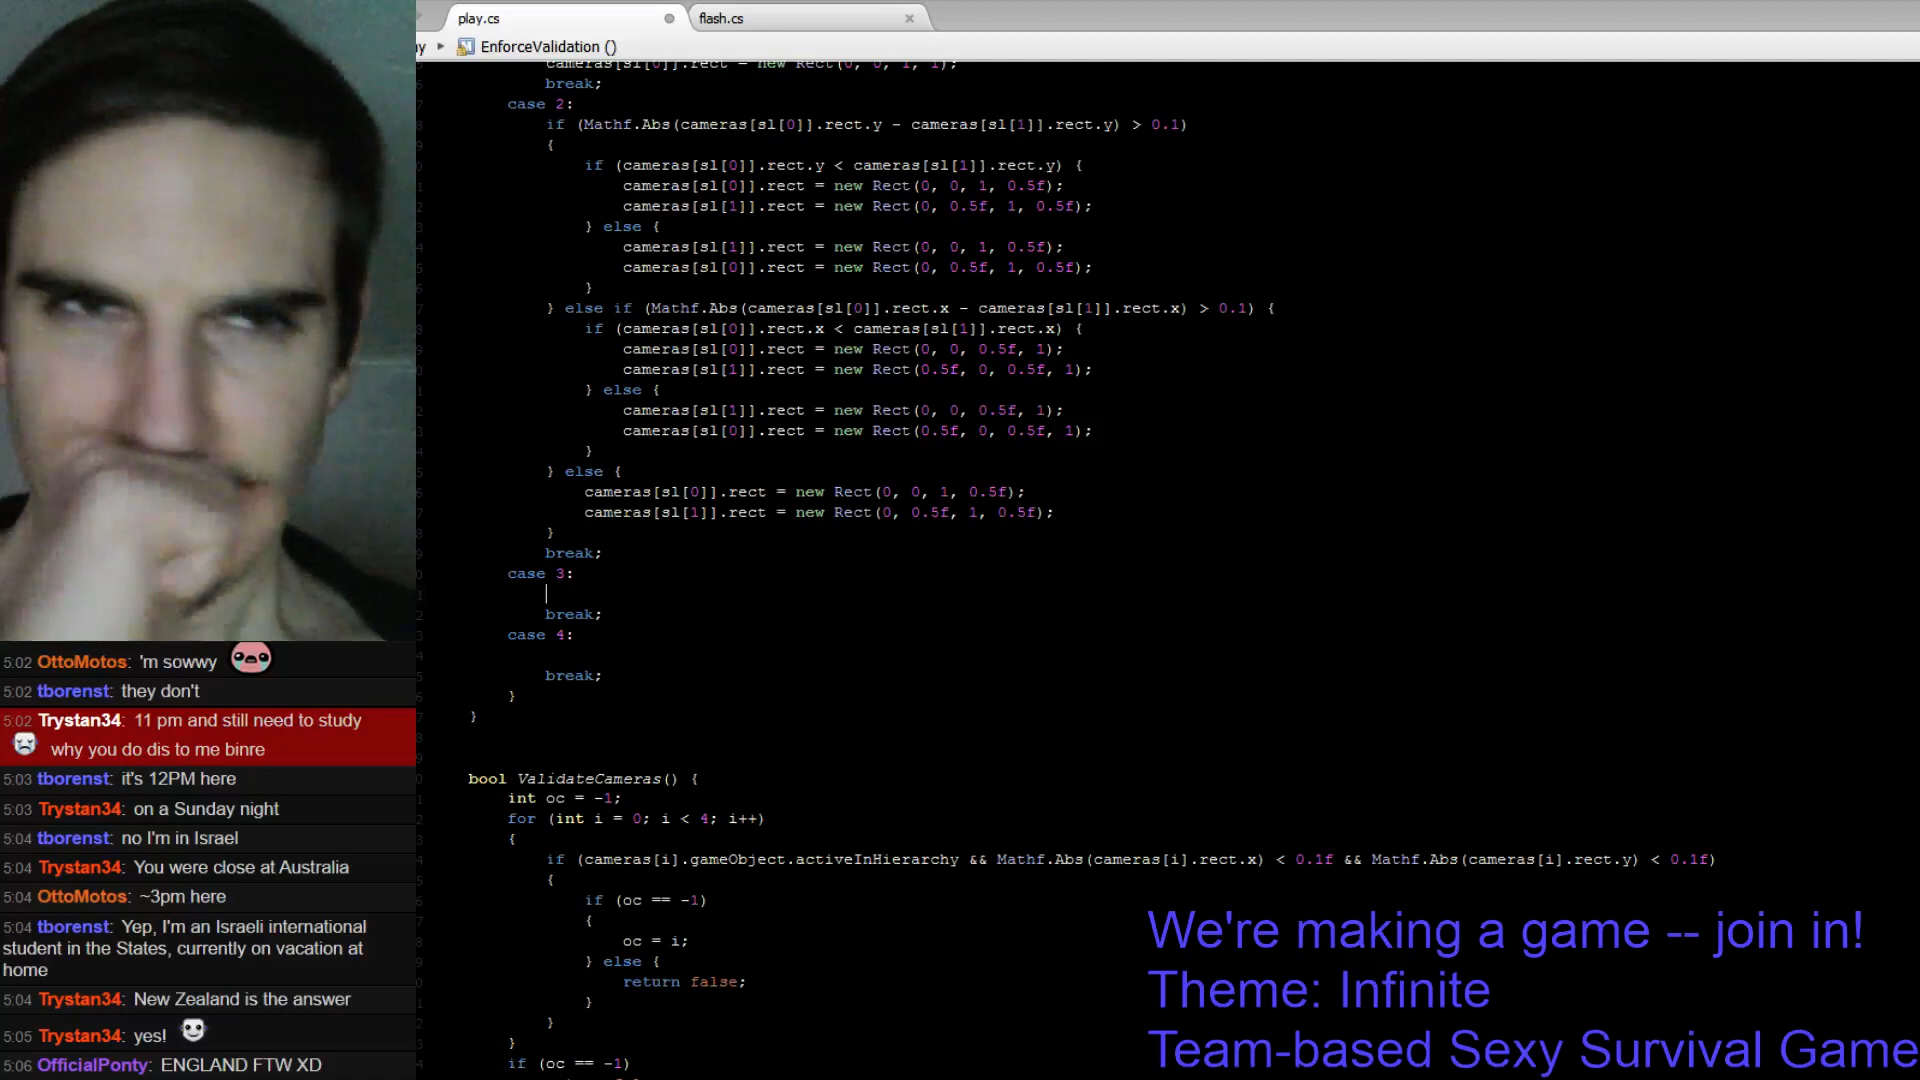 play.cs
flash.cs
EnforceValidation ()
cameras[sl[0]].rect = new Rect(0, 0, 1, 1);
break;
case 2:
if (Mathf.Abs(cameras[sl[0]].rect.y - cameras[sl[1]].rect.y) > 0.1)
{
if (cameras[sl[0]].rect.y < cameras[sl[1]].rect.y) {
cameras[sl[0]].rect = new Rect(0, 0, 1, 0.5f);
cameras[sl[1]].rect = new Rect(0, 0.5f, 1, 0.5f);
} else {
cameras[sl[1]].rect = new Rect(0, 0, 1, 0.5f);
cameras[sl[0]].rect = new Rect(0, 0.5f, 1, 0.5f);
}
} else if (Mathf.Abs(cameras[sl[0]].rect.x - cameras[sl[1]].rect.x) > 0.1) {
if (cameras[sl[0]].rect.x < cameras[sl[1]].rect.x) {
cameras[sl[0]].rect = new Rect(0, 0, 0.5f, 1);
cameras[sl[1]].rect = new Rect(0.5f, 0, 0.5f, 1);
} else {
cameras[sl[1]].rect = new Rect(0, 0, 0.5f, 1);
cameras[sl[0]].rect = new Rect(0.5f, 0, 0.5f, 1);
}
} else {
cameras[sl[0]].rect = new Rect(0, 0, 1, 0.5f);
cameras[sl[1]].rect = new Rect(0, 0.5f, 1, 0.5f);
}
break;
case 3:
break;
case 4:
break;
}
}
bool ValidateCameras() {
int oc = -1;
for (int i = 0; i < 4; i++)
{
if (cameras[i].gameObject.activeInHierarchy && Mathf.Abs(cameras[i].rect.x) < 0.1f && Mathf.Abs(cameras[i].rect.y) < 0.1f)
{
if (oc == -1)
{
oc = i;
} else {
return false;
}
}
}
if (oc == -1)
5:02 OttoMotos: 'm sowwy
5:02 tborenst: they don't
5:02 Trystan34: 11 pm and still need to study
why you do dis to me binre
5:03 tborenst: it's 12PM here
5:03 Trystan34: on a Sunday night
5:04 tborenst: no I'm in Israel
5:04 Trystan34: You were close at Australia
5:04 OttoMotos: ~3pm here
5:04 tborenst: Yep, I'm an Israeli international
student in the States, currently on vacation at
home
5:04 Trystan34: New Zealand is the answer
5:05 Trystan34: yes!
5:06 OfficialPonty: ENGLAND FTW XD
We're making a game -- join in!
Theme: Infinite
Team-based Sexy Survival Game